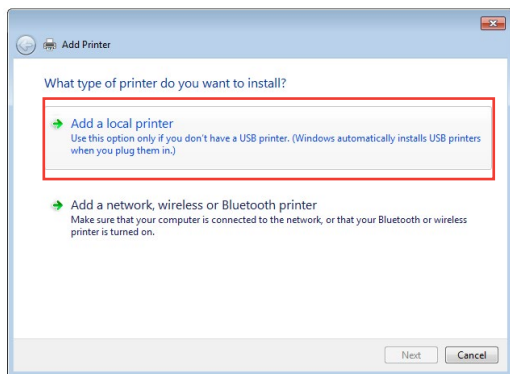 Add Printer
What type of printer do you want to install?
Add a local printer
Use this option only if you don't have a USB printer. (Windows automatically installs USB printers
when you plug them in.)
Add a network, wireless or Bluetooth printer
Make sure that your computer is connected to the network, or that your Bluetooth or wireless
printer is turned on.
Next Cancel